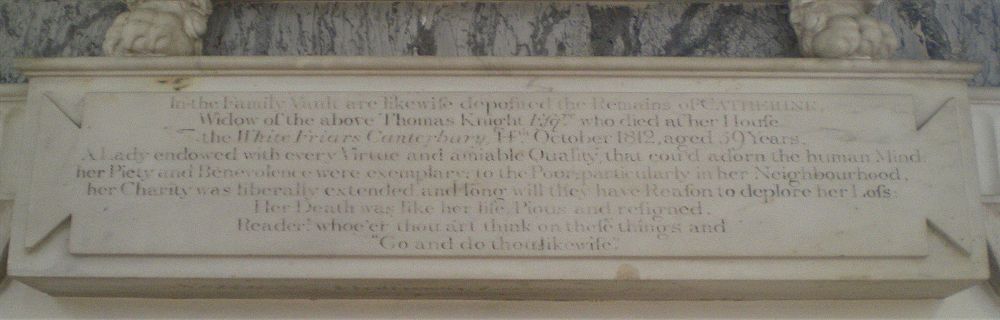 In the Family Vault are likewiſe depoſited the Remains of CATHERINE,
Widow of the above Thomas Knight Eſqʳᵉ who died at her Houſe
the White Friars Canterbury, October 1812, aged 59 Years.
A Lady endowed with every Virtue and amiable Quality, that cou'd adorn the human Mind:
her Piety and Benevolence were exemplary; to the Poor, particularly in her Neighbourhood,
her Charity was liberally extended and long will they have Reaſon to deplore her Loſs:
Her Death was like her life, Pious and reſigned.
Reader! whoe'er thou art think on theſe things and
"Go and do thou likewiſe."